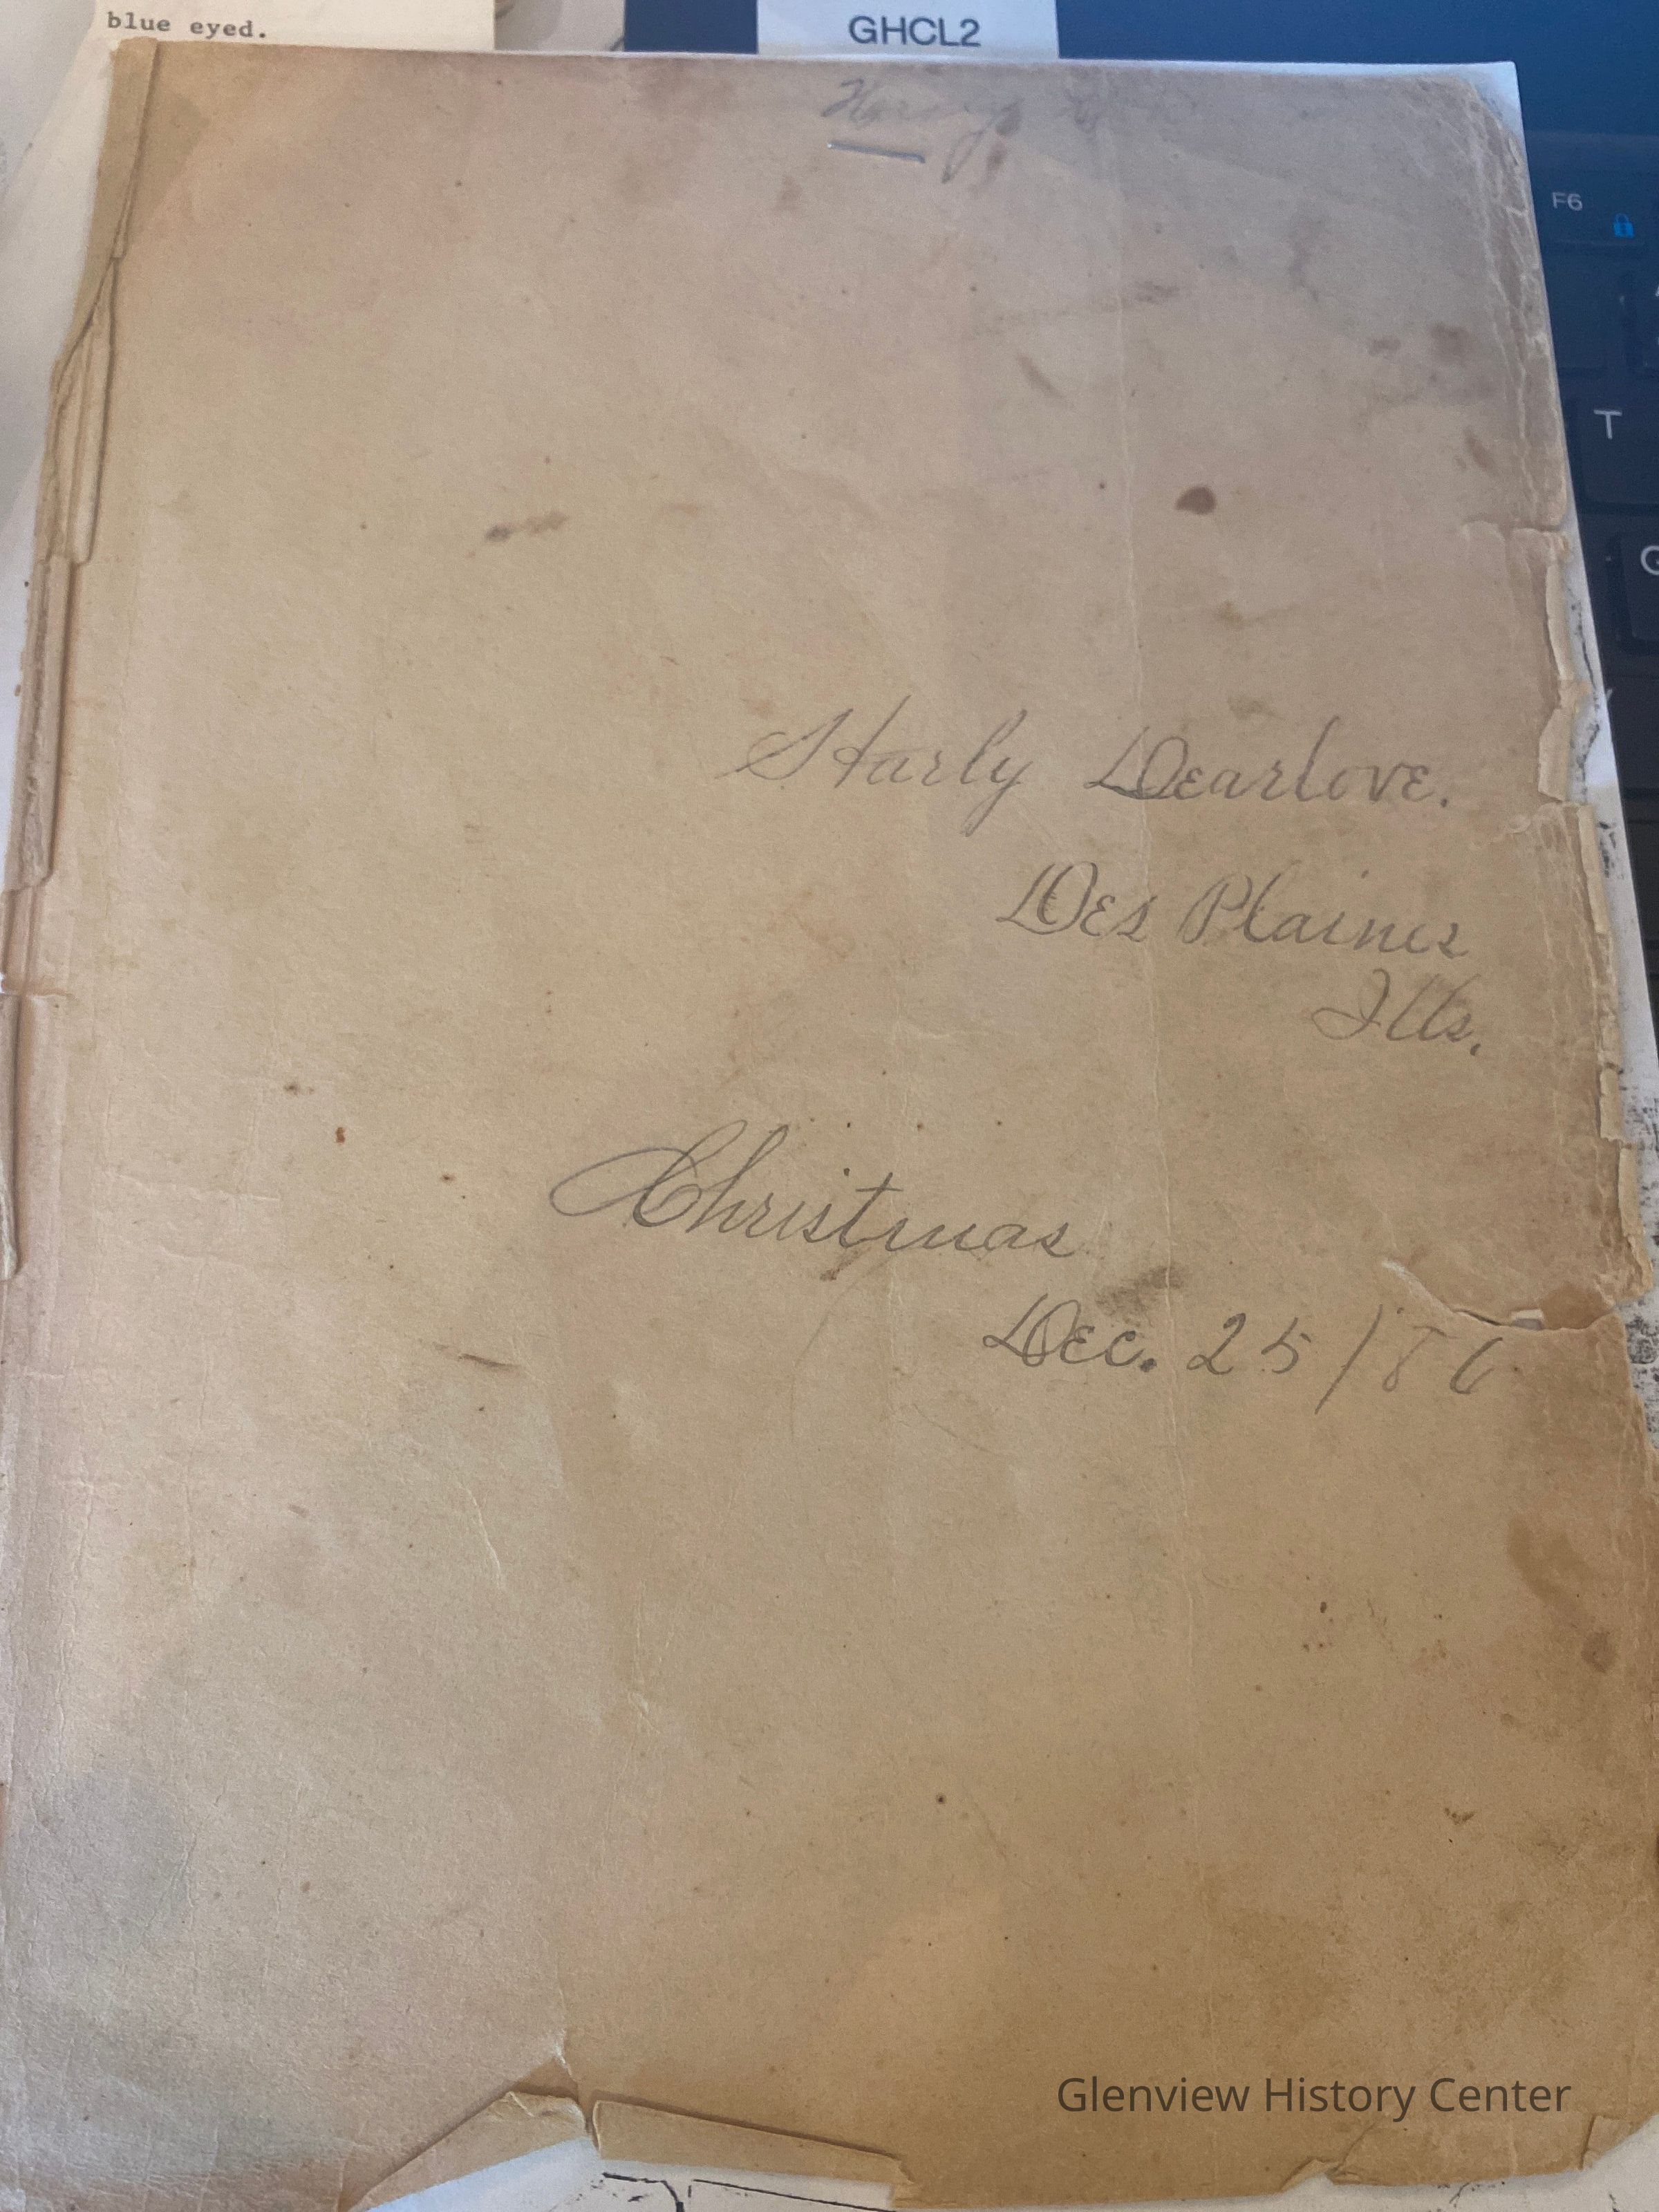 blue eyed.
GHCL2
F6
T
G
Harly Dearlove.
Des Plaines
Ills.
Christmas
Dec. 25/86
Glenview History Center